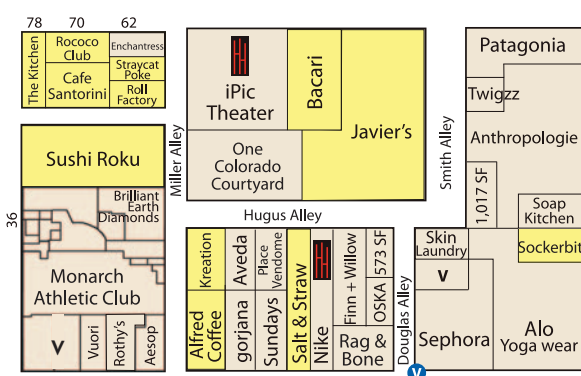 78
70
62
The Kitchen
Rococo
Club
Cafe
Santorini
Enchantress
Straycat
Poke
Roll
Factory
iPic
Theater
Bacari
Javier's
One
Colorado
Courtyard
Miller Alley
Smith Alley
Patagonia
Twigzz
Anthropologie
1,017 SF
Soap
Kitchen
Sockerbit
Skin
Laundry
V
Sephora
Alo
Yoga wear
Sushi Roku
36
Brilliant
Earth
Diamonds
Monarch
Athletic Club
V
Vuori
Rothy's
Aesop
Hugus Alley
Kreation
Alfred
Coffee
Aveda
gorjana
Place
Vendome
Sundays
Salt & Straw
Nike
Finn + Willow
573 SF
OSKA
Rag &
Bone
Douglas Alley
V